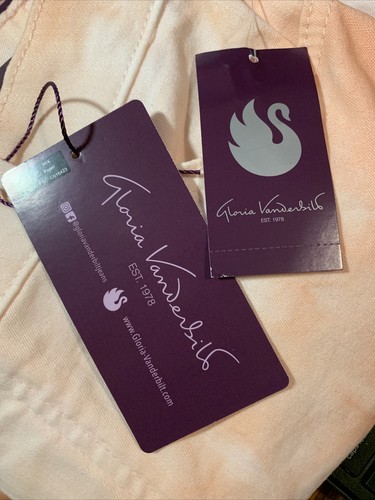 Gloria Vanderbilt
EST. 1978
@gloriavanderbiltjeans
Gloria Vanderbilt
EST. 1978
www.Gloria-Vanderbilt.com